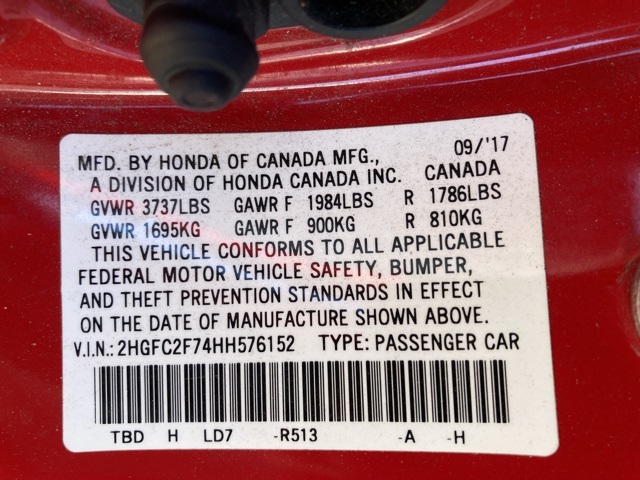 09/'17
MFD. BY HONDA OF CANADA MFG.,
A DIVISION OF HONDA CANADA INC. CANADA
GVWR 3737LBS GAWR F 1984LBS R 1786LBS
GVWR 1695KG GAWR F 900KG R 810KG
THIS VEHICLE CONFORMS TO ALL APPLICABLE
FEDERAL MOTOR VEHICLE SAFETY, BUMPER,
AND THEFT PREVENTION STANDARDS IN EFFECT
ON THE DATE OF MANUFACTURE SHOWN ABOVE.
V.I.N.: 2HGFC2F74HH576152 TYPE: PASSENGER CAR
TBD H LD7 -R513 -A -H